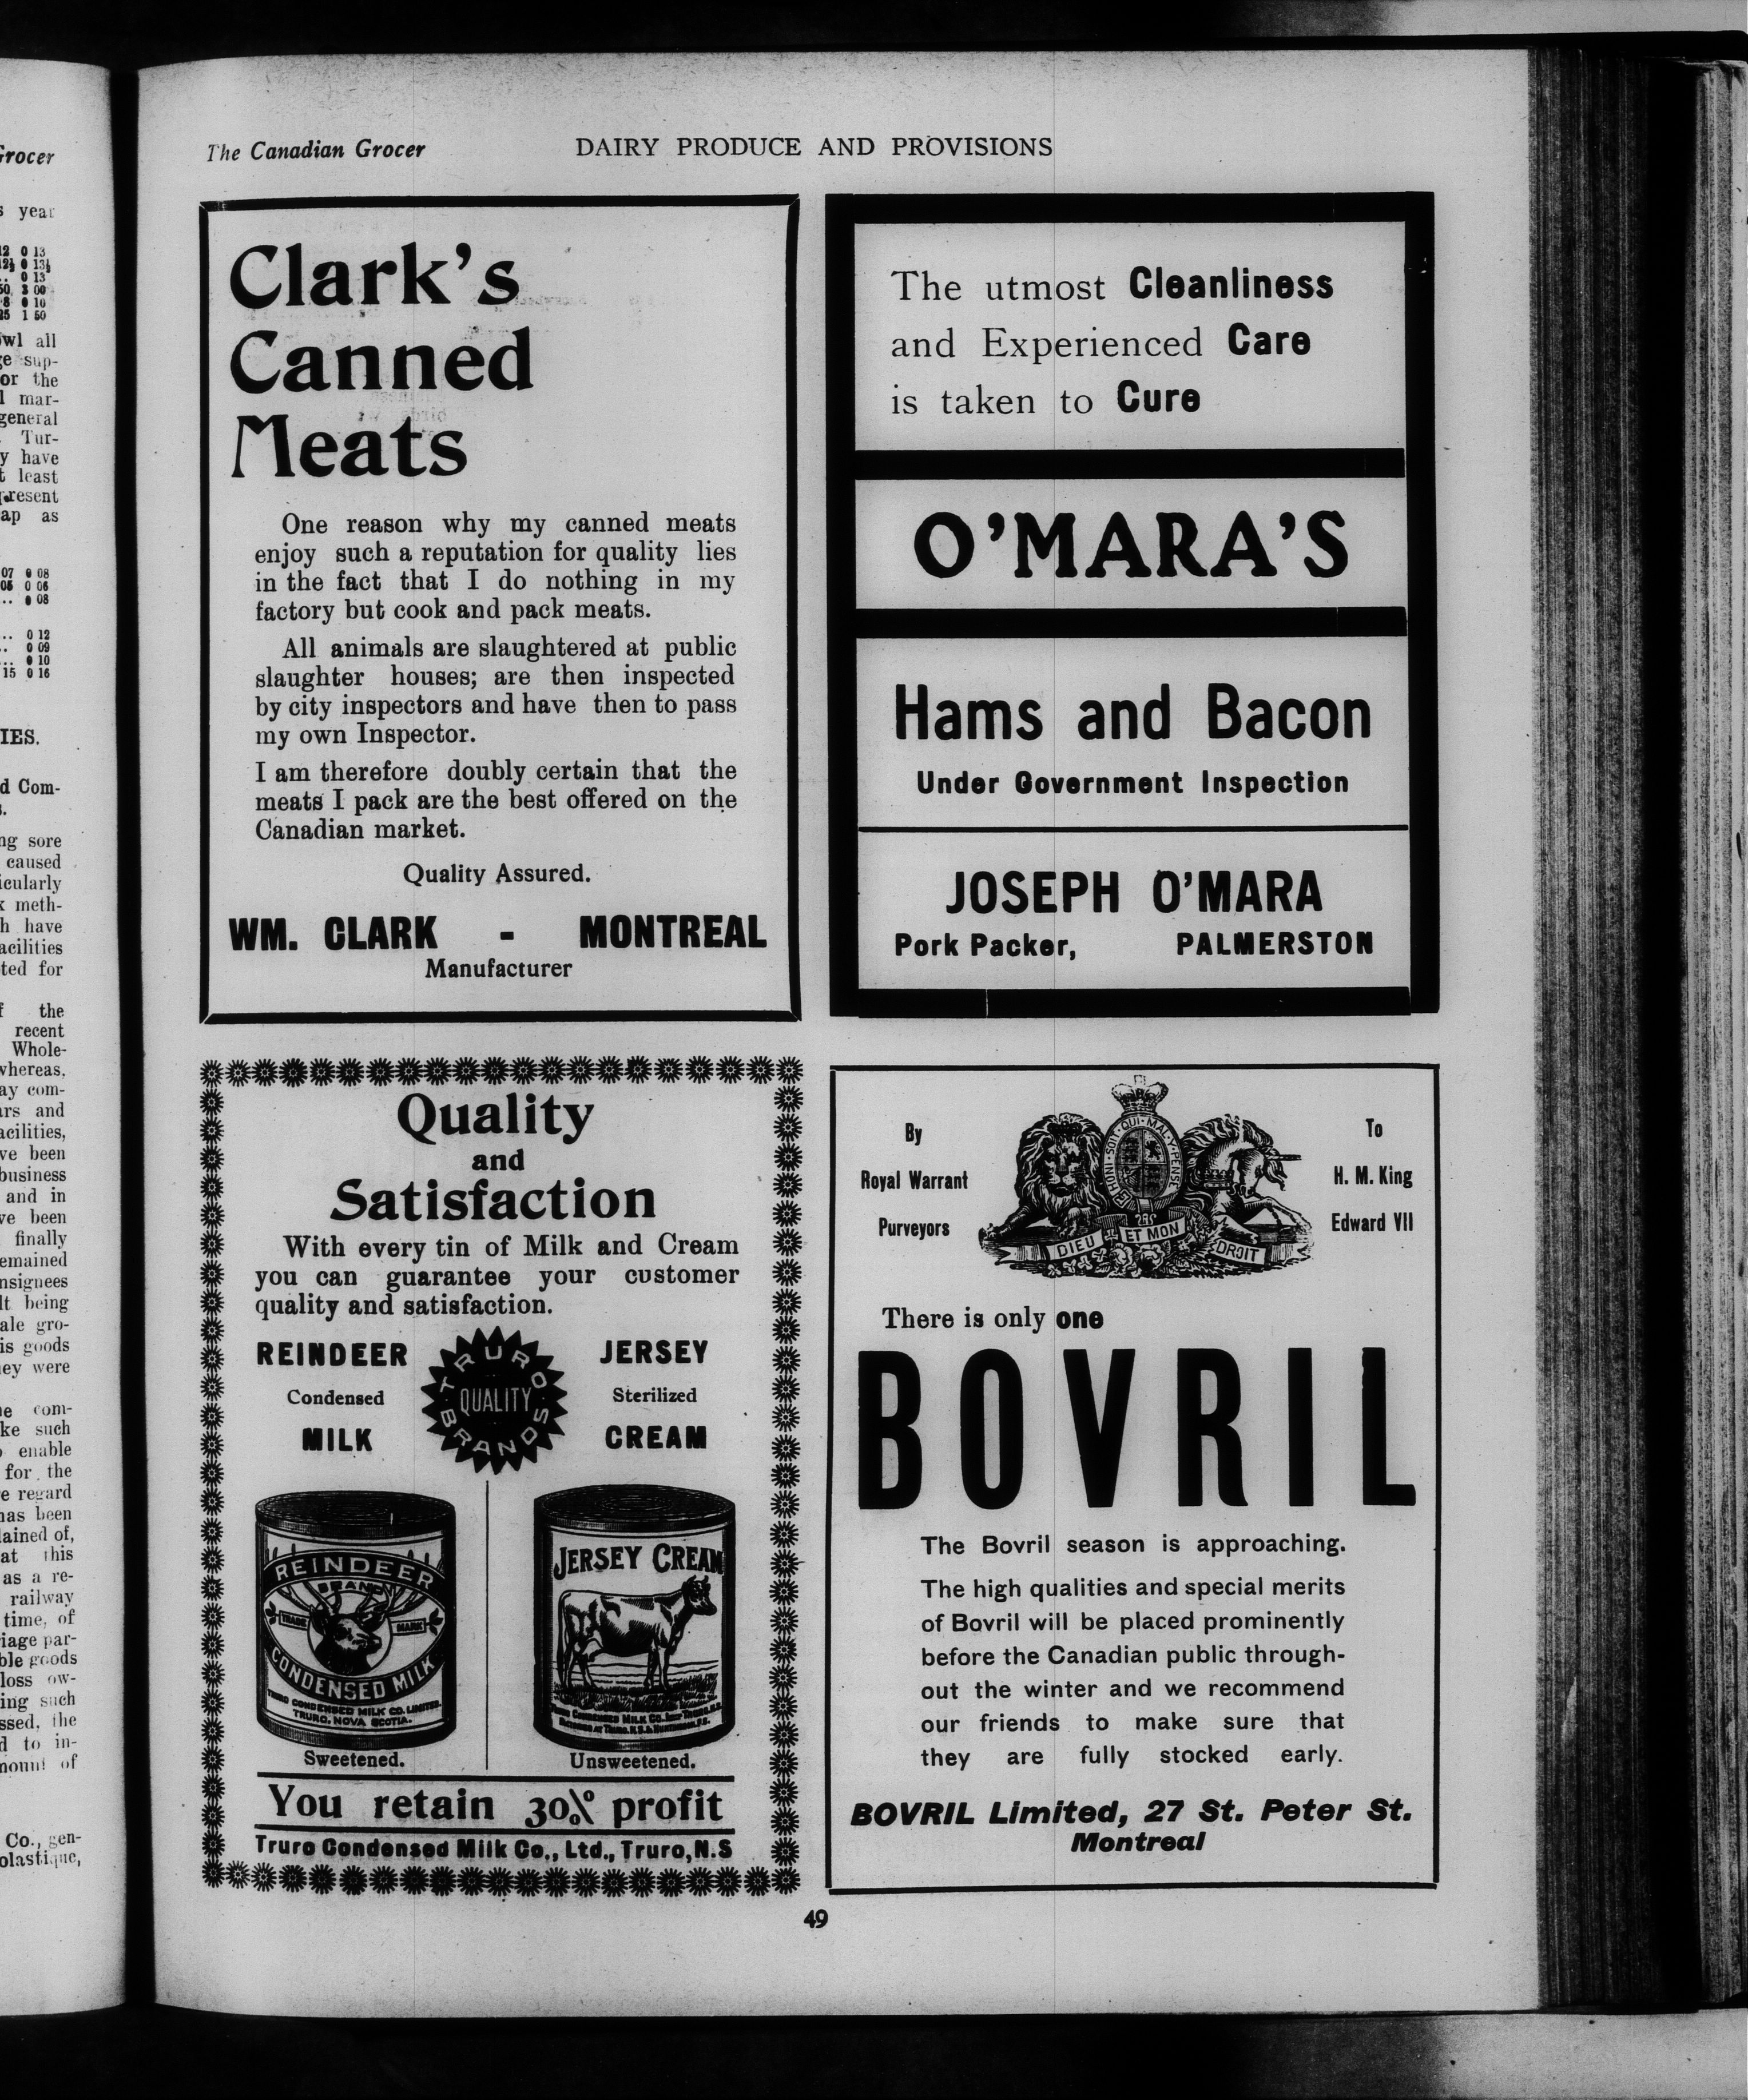 The Canadian Grocer
DAIRY PRODUCE AND PROVISIONS
Clark's
Canned
Meats
One reason why my canned meats
enjoy such a reputation for quality lies
in the fact that I do nothing in my
factory but cook and pack meats.
All animals are slaughtered at public
slaughter houses; are then inspected
by city inspectors and have then to pass
my own Inspector.
I am therefore doubly certain that the
meats I pack are the best offered on the
Canadian market.
Quality Assured.
WM. CLARK - MONTREAL
Manufacturer
The utmost Cleanliness
and Experienced Care
is taken to Cure
O'MARA'S
Hams and Bacon
Under Government Inspection
JOSEPH O'MARA
Pork Packer, PALMERSTON
Quality
and
Satisfaction
With every tin of Milk and Cream
you can guarantee your customer
quality and satisfaction.
REINDEER
Condensed
MILK
TRURO
QUALITY
BRANDS
JERSEY
Sterilized
CREAM
REINDEER
BRAND
TRADE MARK
CONDENSED MILK
TRURO CONDENSED MILK CO. LIMITED.
TRURO, NOVA SCOTIA.
Sweetened.
JERSEY CREAM
Unsweetened.
You retain 30% profit
Truro Condensed Milk Co., Ltd., Truro, N.S
By
Royal Warrant
Purveyors
HONI·SOIT·QUI·MAL·Y·PENSE
DIEU ET MON DROIT
To
H. M. King
Edward VII
There is only one
BOVRIL
The Bovril season is approaching.
The high qualities and special merits
of Bovril will be placed prominently
before the Canadian public through-
out the winter and we recommend
our friends to make sure that
they are fully stocked early.
BOVRIL Limited, 27 St. Peter St.
Montreal
49